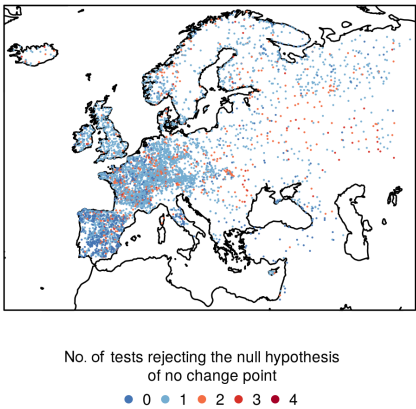 No. of tests rejecting the null hypothesis
of no change point
0 1 2 3 4